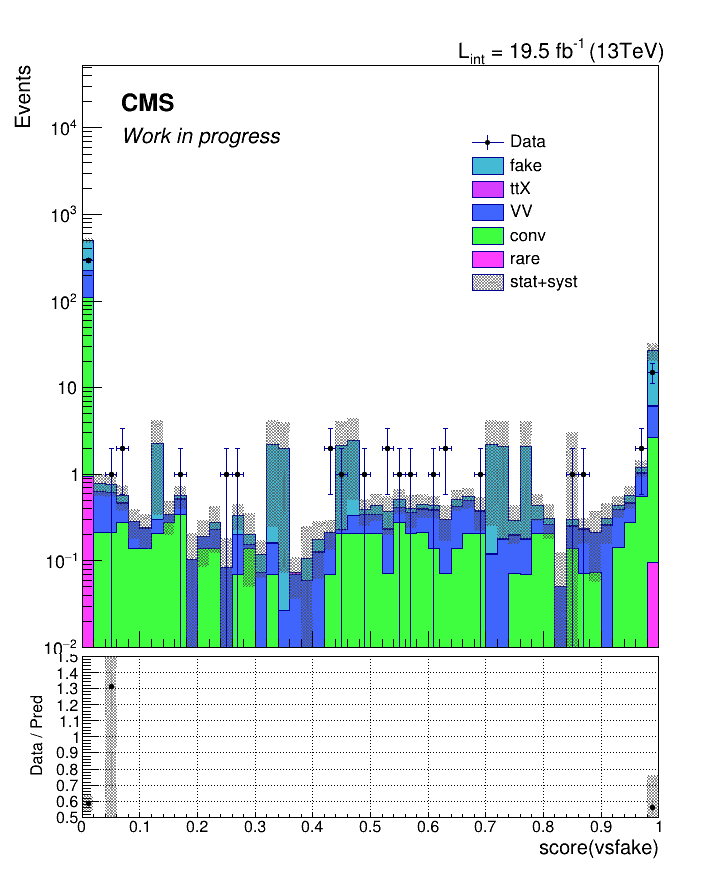 L_int = 19.5 fb^-1 (13TeV)
Events
CMS
Work in progress
Data
fake
ttX
VV
conv
rare
stat+syst
10^4
10^3
10^2
10
1
10^−1
10^−2
Data / Pred
1.5
1.4
1.3
1.2
1.1
1
0.9
0.8
0.7
0.6
0.5
0 0.1 0.2 0.3 0.4 0.5 0.6 0.7 0.8 0.9 1
score(vsfake)